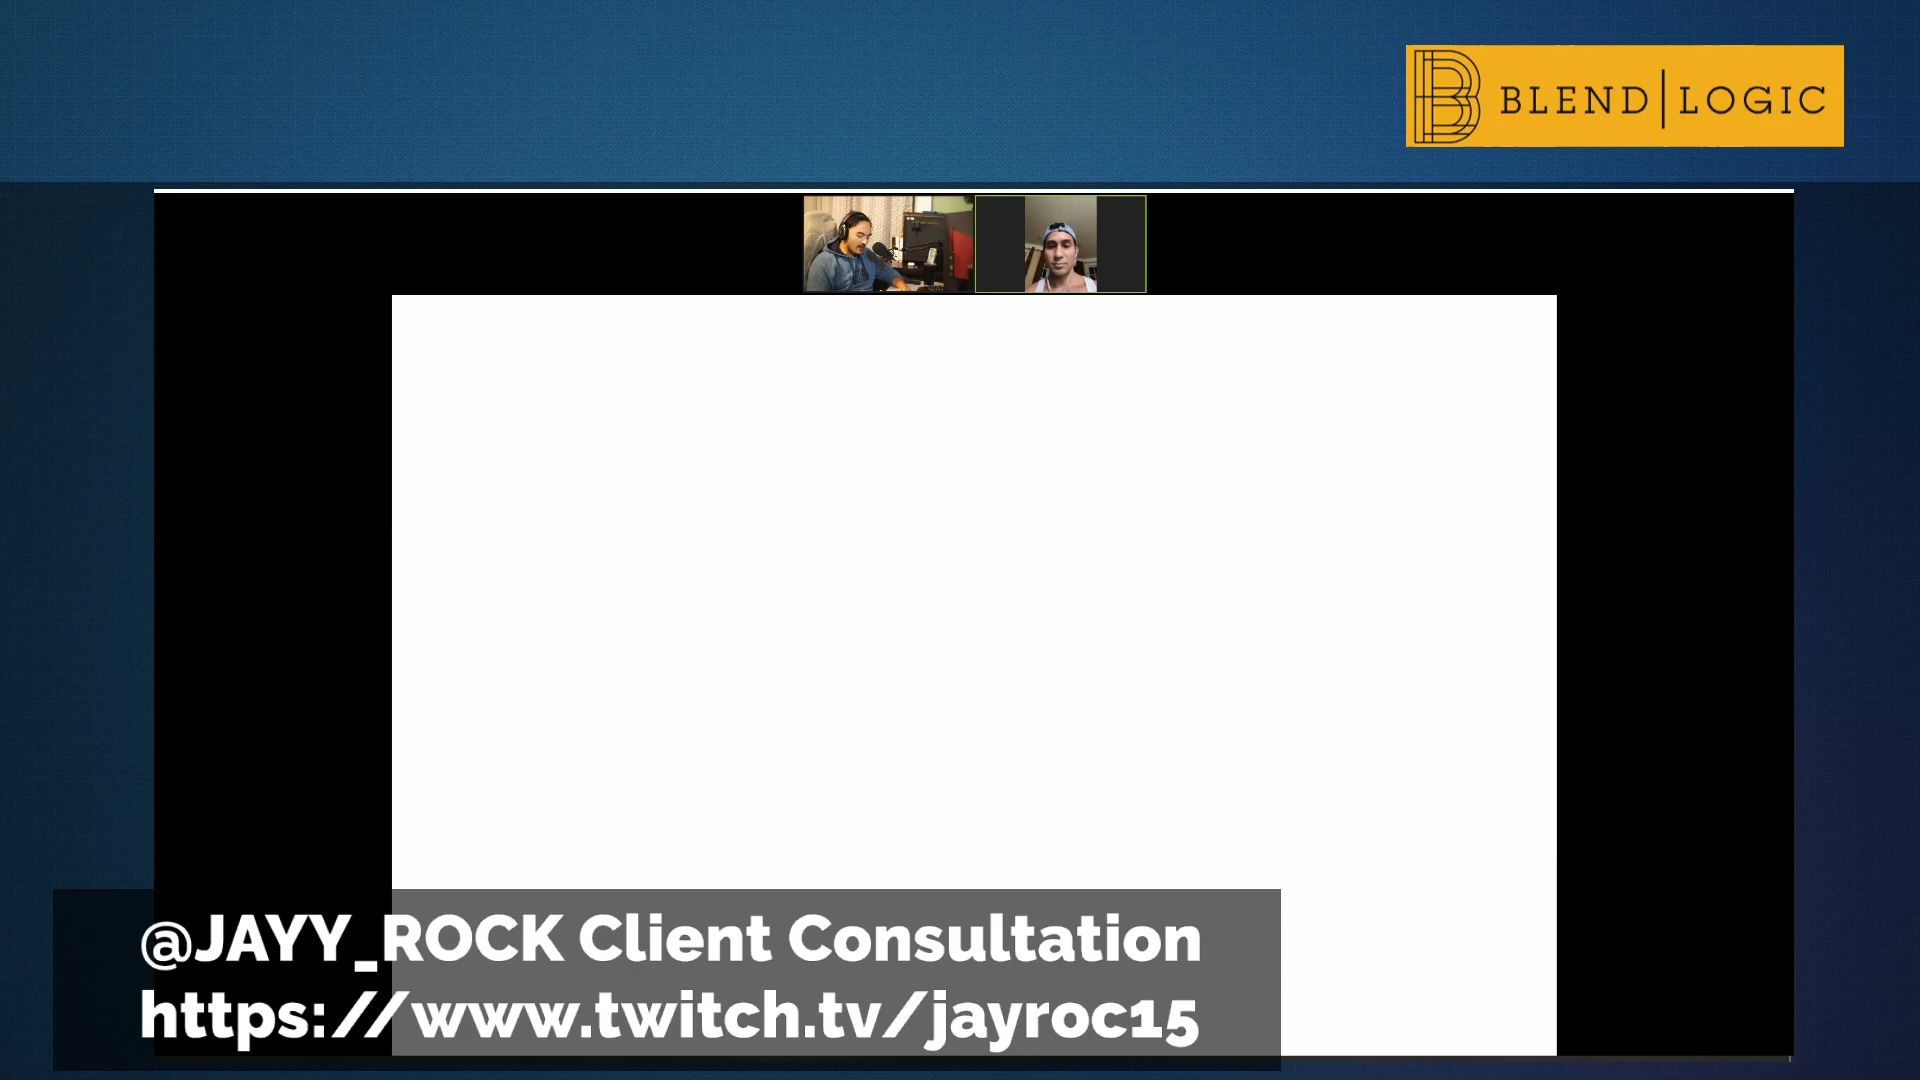 BLEND|LOGIC
@JAYY_ROCK Client Consultation
https://www.twitch.tv/jayroc15